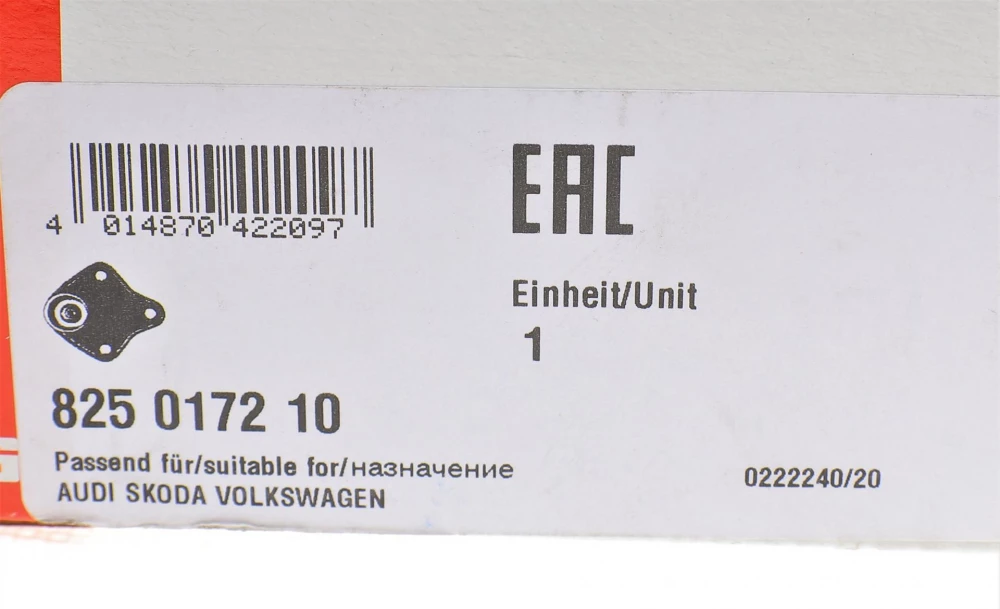 4 014870 422097
EAC
Einheit/Unit
1
825 0172 10
Passend für/suitable for/назначение
AUDI SKODA VOLKSWAGEN
0222240/20